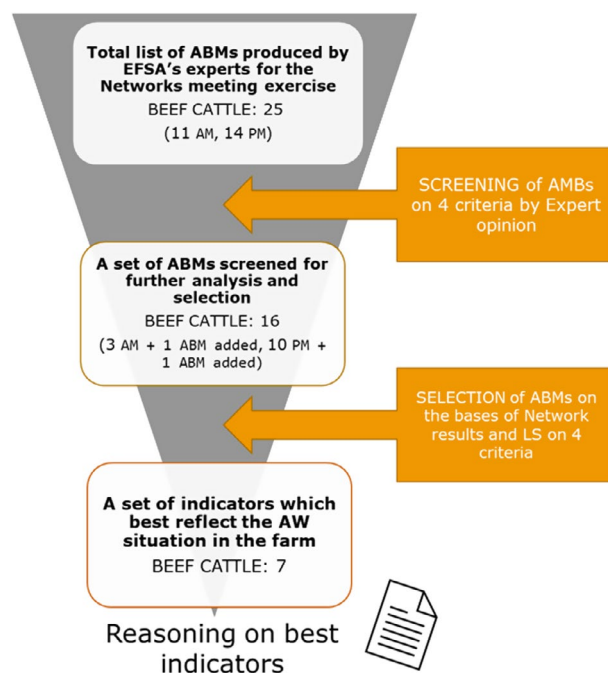 Total list of ABMs produced by
EFSA's experts for the
Networks meeting exercise
BEEF CATTLE: 25
(11 AM, 14 PM)
SCREENING of AMBs
on 4 criteria by Expert
opinion
A set of ABMs screened for
further analysis and
selection
BEEF CATTLE: 16
(3 AM + 1 ABM added, 10 PM +
1 ABM added)
SELECTION of ABMs on
the bases of Network
results and LS on 4
criteria
A set of indicators which
best reflect the AW
situation in the farm
BEEF CATTLE: 7
Reasoning on best
indicators